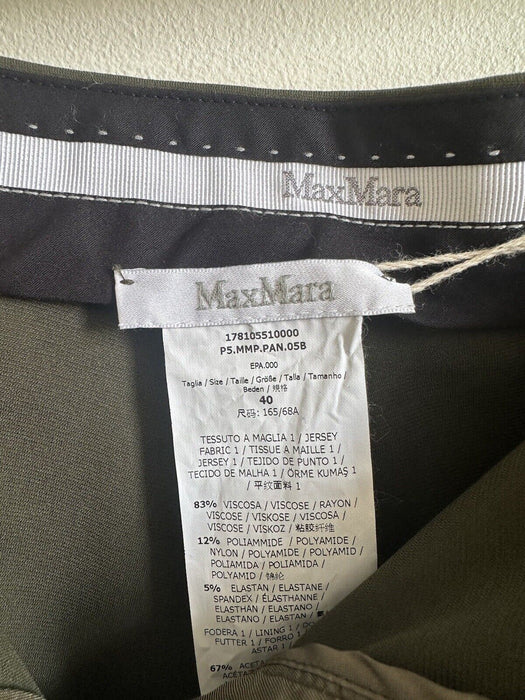 MaxMara
MaxMara
178105510000
P5.MMP.PAN.05B
EPA.000
Taglia / Size / Taille / Größe / Talla / Tamanho /
Beden / 规格
40
尺码: 165/68A
TESSUTO A MAGLIA 1 / JERSEY
FABRIC 1 / TISSUE A MAILLE 1 /
JERSEY 1 / TEJIDO DE PUNTO 1 /
TECIDO DE MALHA 1 / ÖRME KUMAŞ 1
/ 平纹面料 1
83% VISCOSA / VISCOSE / RAYON /
VISCOSE / VISKOSE / VISCOSA /
VISCOSE / VISKOZ / 粘胶纤维
12% POLIAMMIDE / POLYAMIDE /
NYLON / POLYAMIDE / POLYAMID /
POLIAMIDA / POLIAMIDA /
POLYAMID / 锦纶
5% ELASTAN / ELASTANE /
SPANDEX / ÉLASTHANNE /
ELASTHAN / ELASTANO /
ELASTANO / ELASTAN /
FODERA 1 / LINING 1 /
FUTTER 1 / FORRO 1
ASTAR 1 /
67%